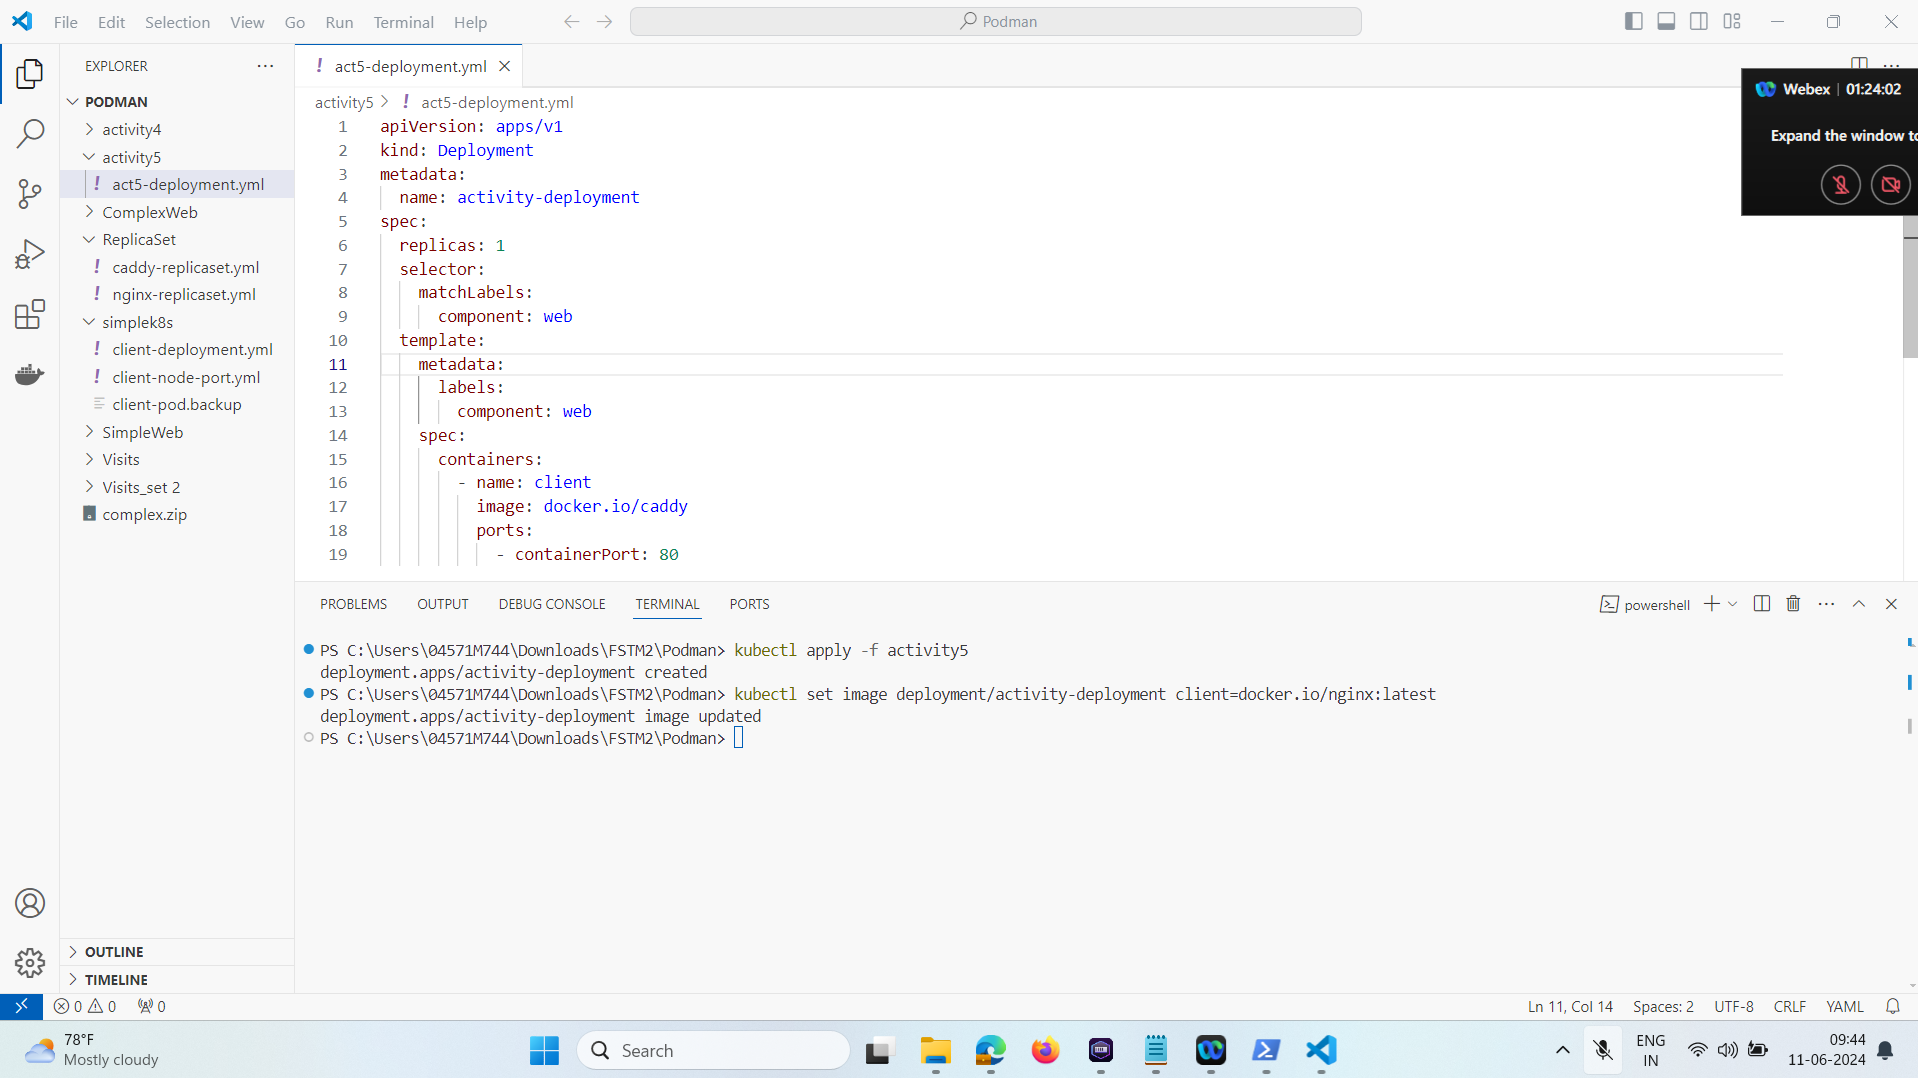 File Edit Selection View Go Run Terminal Help
Podman
EXPLORER
PODMAN
activity4
activity5
act5-deployment.yml
ComplexWeb
ReplicaSet
caddy-replicaset.yml
nginx-replicaset.yml
simplek8s
client-deployment.yml
client-node-port.yml
client-pod.backup
SimpleWeb
Visits
Visits_set 2
complex.zip
OUTLINE
TIMELINE
act5-deployment.yml
activity5 > act5-deployment.yml
1 apiVersion: apps/v1
2 kind: Deployment
3 metadata:
4   name: activity-deployment
5 spec:
6   replicas: 1
7   selector:
8     matchLabels:
9       component: web
10   template:
11     metadata:
12       labels:
13         component: web
14     spec:
15       containers:
16         - name: client
17           image: docker.io/caddy
18           ports:
19             - containerPort: 80
Webex | 01:24:02
Expand the window to
PROBLEMS OUTPUT DEBUG CONSOLE TERMINAL PORTS
powershell
PS C:\Users\04571M744\Downloads\FSTM2\Podman> kubectl apply -f activity5
deployment.apps/activity-deployment created
PS C:\Users\04571M744\Downloads\FSTM2\Podman> kubectl set image deployment/activity-deployment client=docker.io/nginx:latest
deployment.apps/activity-deployment image updated
PS C:\Users\04571M744\Downloads\FSTM2\Podman>
0 0 0
Ln 11, Col 14 Spaces: 2 UTF-8 CRLF YAML
78°F
Mostly cloudy
Search
ENG
IN
09:44
11-06-2024